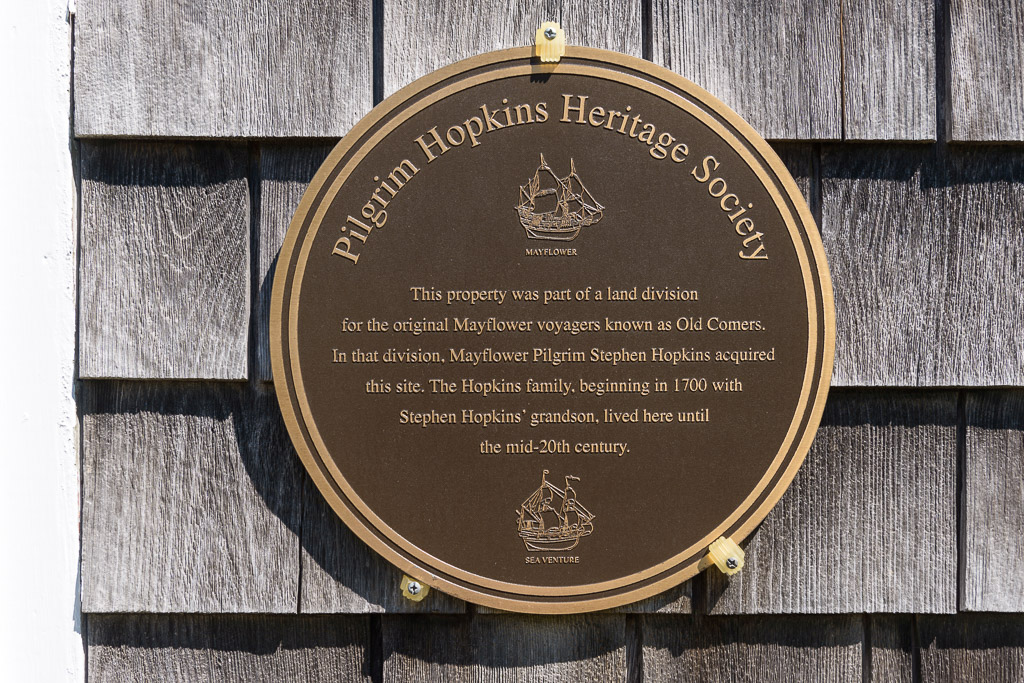 Pilgrim Hopkins Heritage Society
MAYFLOWER
This property was part of a land division
for the original Mayflower voyagers known as Old Comers.
In that division, Mayflower Pilgrim Stephen Hopkins acquired
this site. The Hopkins family, beginning in 1700 with
Stephen Hopkins' grandson, lived here until
the mid-20th century.
SEA VENTURE